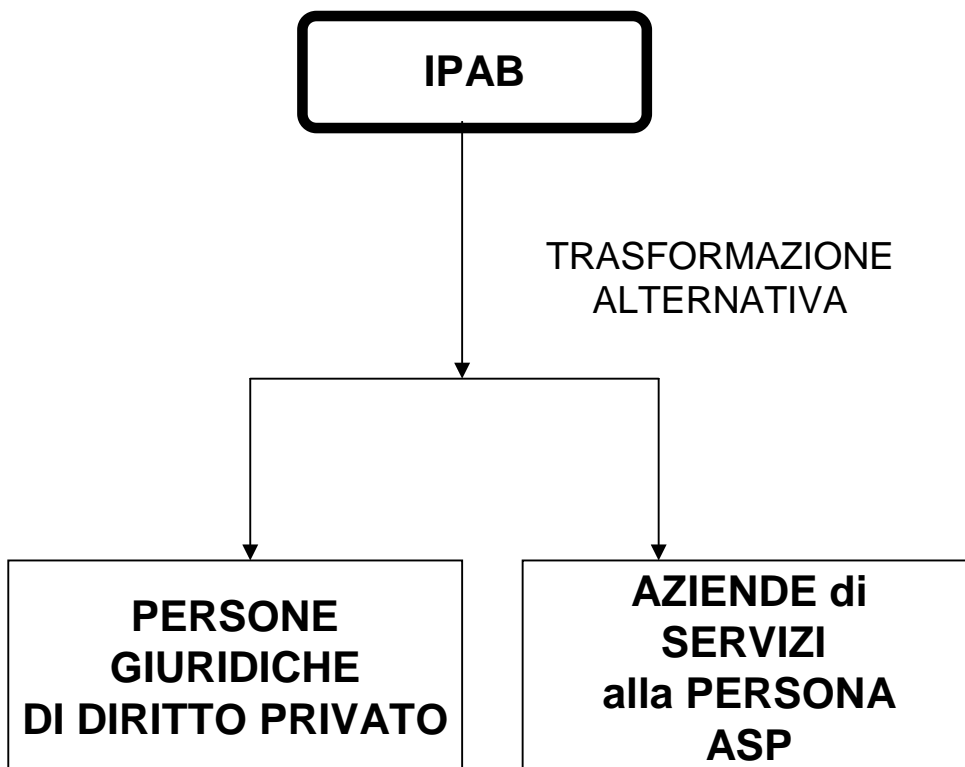 IPAB
TRASFORMAZIONE
ALTERNATIVA
PERSONE
GIURIDICHE
DI DIRITTO PRIVATO
AZIENDE di
SERVIZI
alla PERSONA
ASP